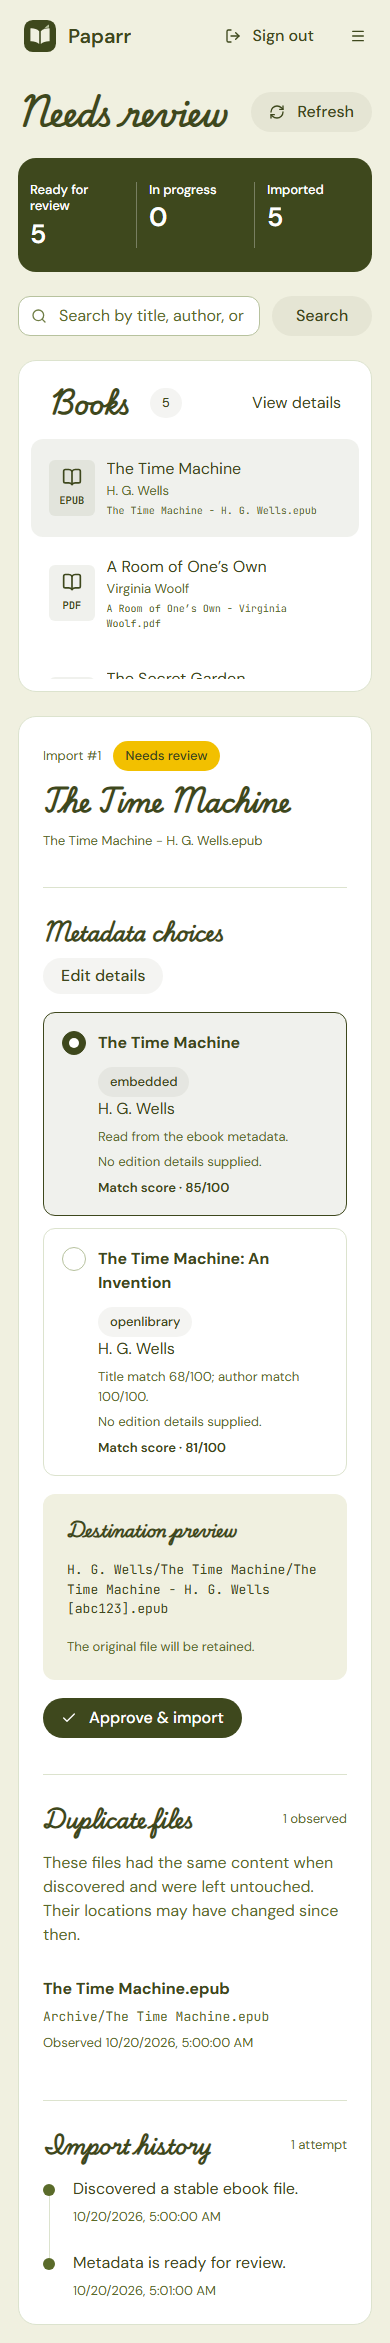 Paparr
Sign out
Needs review
Refresh
Ready for
review
5
In progress
0
Imported
5
Search by title, author, or
Search
Books
5
View details
EPUB
The Time Machine
H. G. Wells
The Time Machine - H. G. Wells.epub
PDF
A Room of One’s Own
Virginia Woolf
A Room of One’s Own - Virginia
Woolf.pdf
The Secret Garden
Import #1
Needs review
The Time Machine
The Time Machine - H. G. Wells.epub
Metadata choices
Edit details
The Time Machine
embedded
H. G. Wells
Read from the ebook metadata.
No edition details supplied.
Match score · 85/100
The Time Machine: An
Invention
openlibrary
H. G. Wells
Title match 68/100; author match
100/100.
No edition details supplied.
Match score · 81/100
Destination preview
H. G. Wells/The Time Machine/The
Time Machine - H. G. Wells
[abc123].epub
The original file will be retained.
Approve & import
Duplicate files
1 observed
These files had the same content when
discovered and were left untouched.
Their locations may have changed since
then.
The Time Machine.epub
Archive/The Time Machine.epub
Observed 10/20/2026, 5:00:00 AM
Import history
1 attempt
Discovered a stable ebook file.
10/20/2026, 5:00:00 AM
Metadata is ready for review.
10/20/2026, 5:01:00 AM